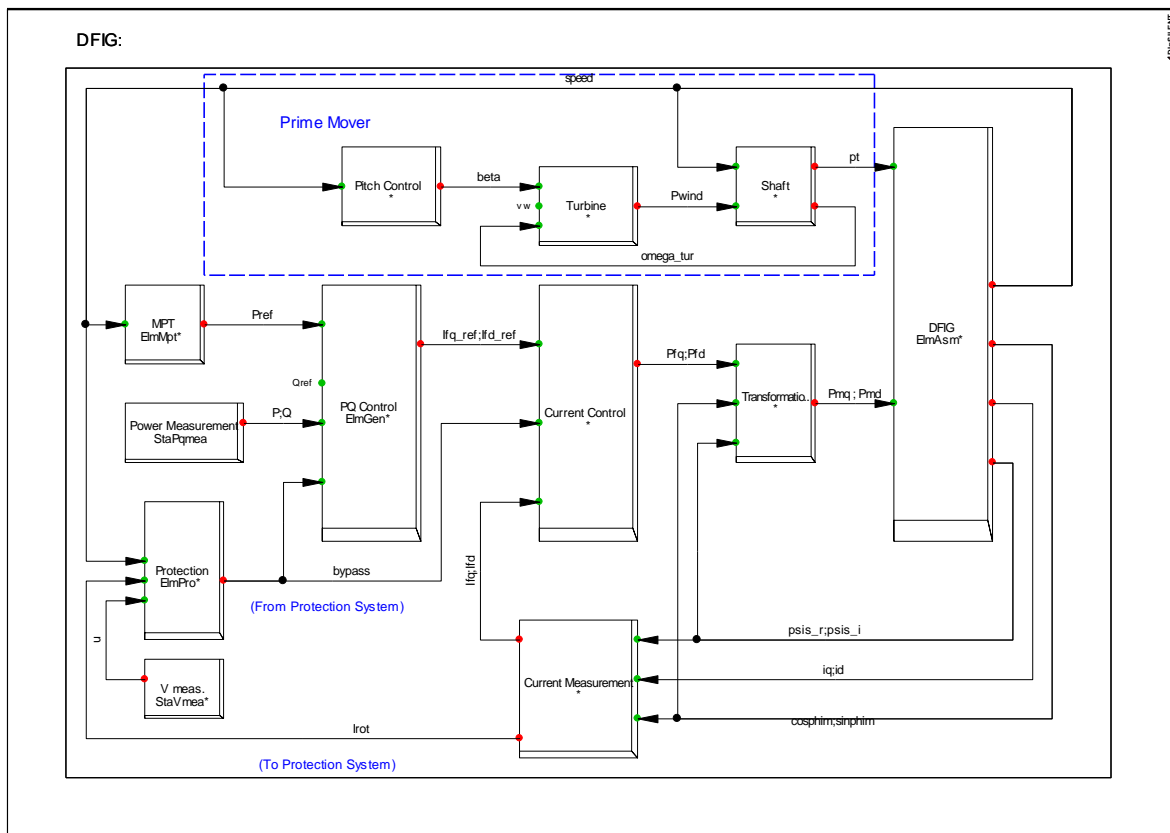 DFIG:
DIgSILENT
speed
Prime Mover
pt
beta
Pitch Control
*
vw
Turbine
*
Pwind
Shaft
*
omega_tur
MPT
ElmMpt*
Pref
Ifq_ref;Ifd_ref
DFIG
ElmAsm*
Pfq;Pfd
Qref
PQ Control
ElmGen*
Current Control
*
Transformatio..
*
Pmq ; Pmd
P;Q
Power Measurement
StaPqmea
Protection
ElmPro*
bypass
Ifq;Ifd
(From Protection System)
u
psis_r;psis_i
V meas.
StaVmea*
Current Measurement
*
iq;id
cosphim;sinphim
Irot
(To Protection System)